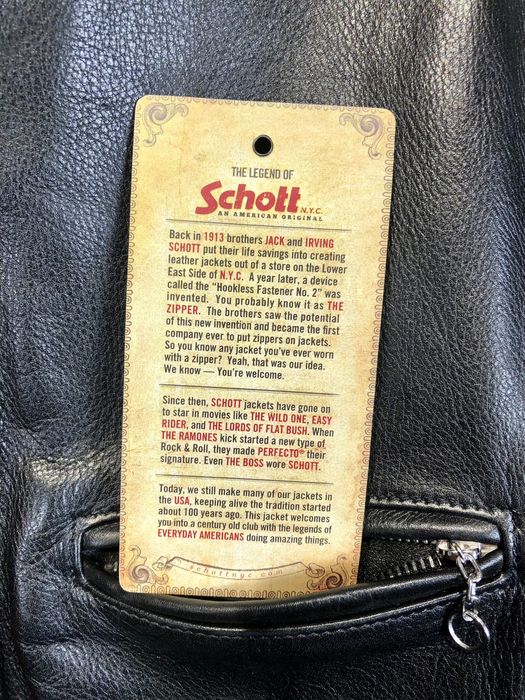 THE LEGEND OF
Schott N.Y.C.
AN AMERICAN ORIGINAL
Back in 1913 brothers JACK and IRVING
SCHOTT put their life savings into creating
leather jackets out of a store on the Lower
East Side of N.Y.C. A year later, a device
called the "Hookless Fastener No. 2" was
invented. You probably know it as THE
ZIPPER. The brothers saw the potential
of this new invention and became the first
company ever to put zippers on jackets.
So you know any jacket you've ever worn
with a zipper? Yeah, that was our idea.
We know — You're welcome.
Since then, SCHOTT jackets have gone on
to star in movies like THE WILD ONE, EASY
RIDER, and THE LORDS OF FLAT BUSH. When
THE RAMONES kick started a new type of
Rock & Roll, they made PERFECTO® their
signature. Even THE BOSS wore SCHOTT.
Today, we still make many of our jackets in
the USA, keeping alive the tradition started
about 100 years ago. This jacket welcomes
you into a century old club with the legends of
EVERYDAY AMERICANS doing amazing things.
schottnyc.com